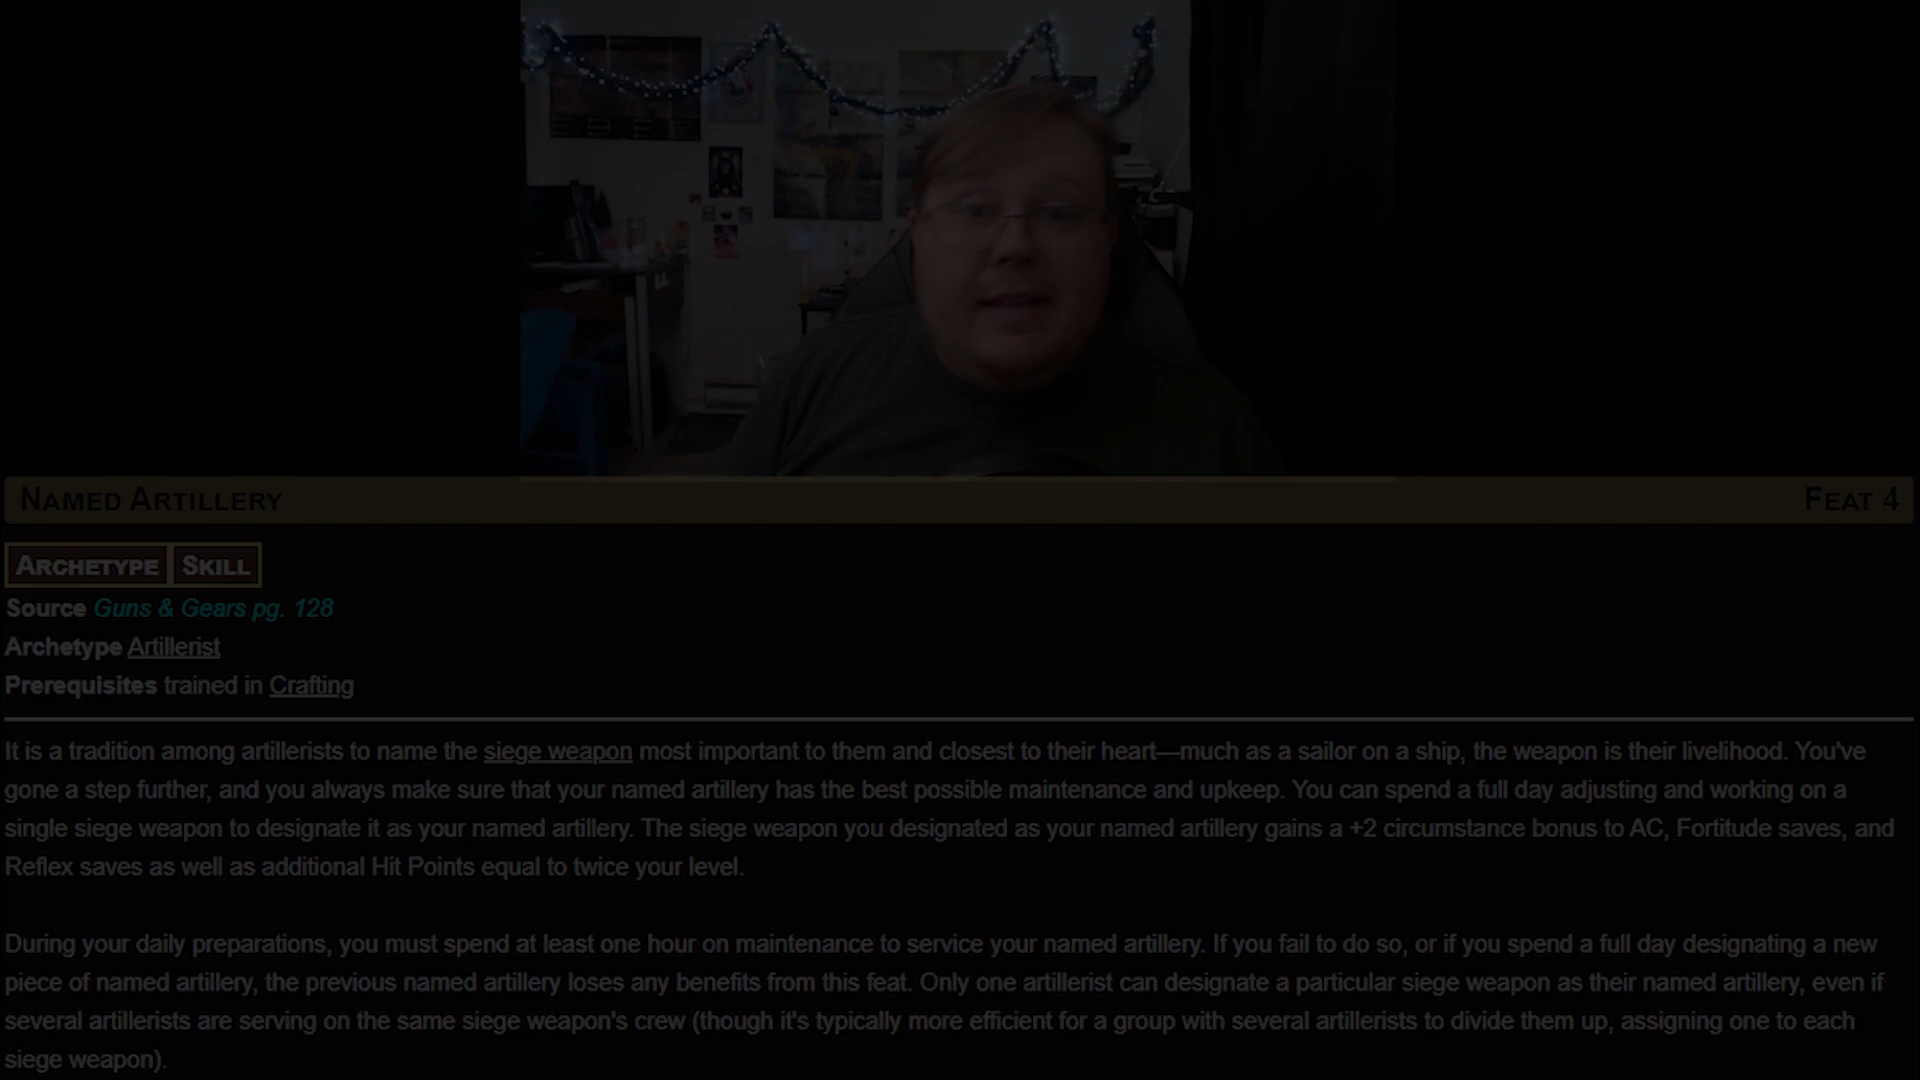 NAMED ARTILLERY FEAT 4
ARCHETYPE SKILL
Source Guns & Gears pg. 128
Archetype Artillerist
Prerequisites trained in Crafting
It is a tradition among artillerists to name the siege weapon most important to them and closest to their heart—much as a sailor on a ship, the weapon is their livelihood. You've
gone a step further, and you always make sure that your named artillery has the best possible maintenance and upkeep. You can spend a full day adjusting and working on a
single siege weapon to designate it as your named artillery. The siege weapon you designated as your named artillery gains a +2 circumstance bonus to AC, Fortitude saves, and
Reflex saves as well as additional Hit Points equal to twice your level.
During your daily preparations, you must spend at least one hour on maintenance to service your named artillery. If you fail to do so, or if you spend a full day designating a new
piece of named artillery, the previous named artillery loses any benefits from this feat. Only one artillerist can designate a particular siege weapon as their named artillery, even if
several artillerists are serving on the same siege weapon's crew (though it's typically more efficient for a group with several artillerists to divide them up, assigning one to each
siege weapon).